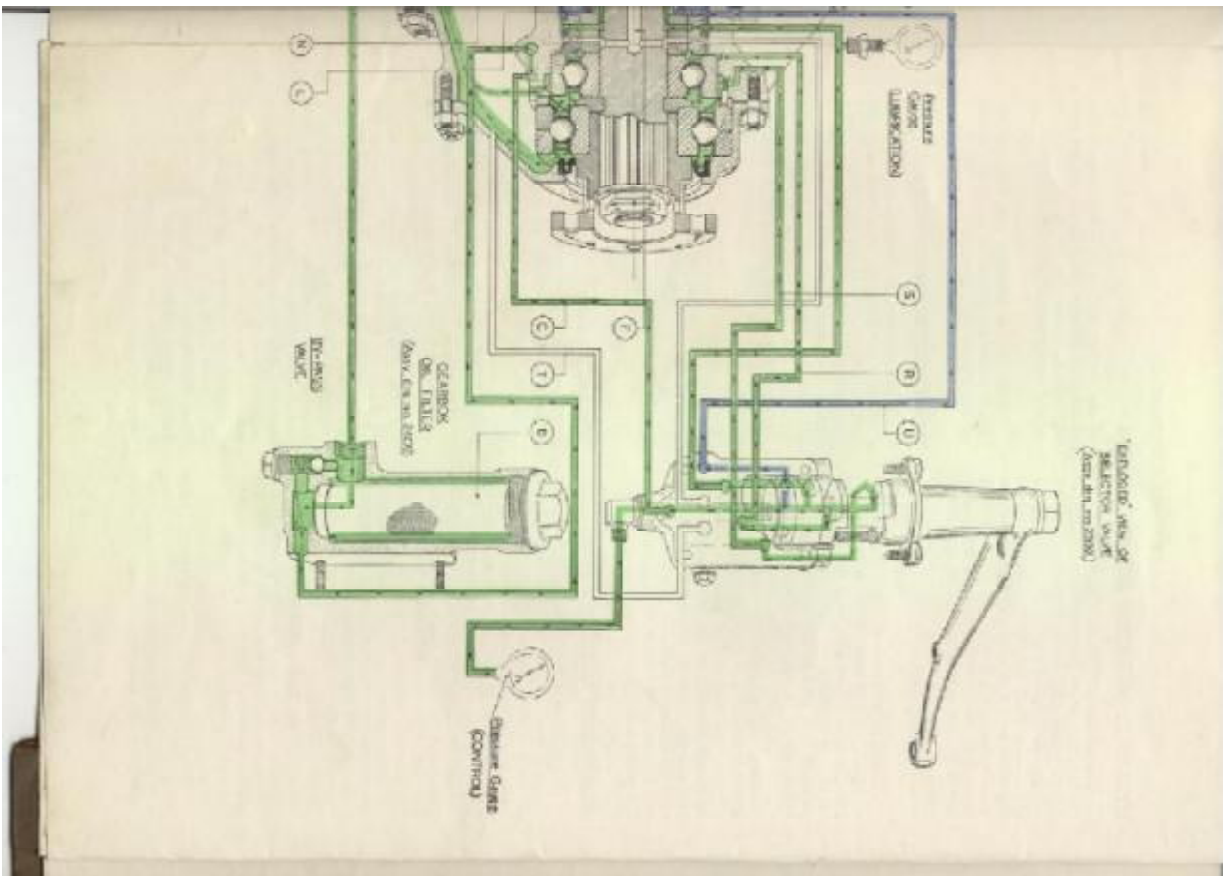 N
L
PRESSURE
GAUGE
(LUBRICATION)
S
C
T
R
U
BY-PASS
VALVE
GEARBOX
OIL FILTER
"EXPLODED" VIEW OF
SELECTOR VALVE
PRESSURE GAUGE
(CONTROL)